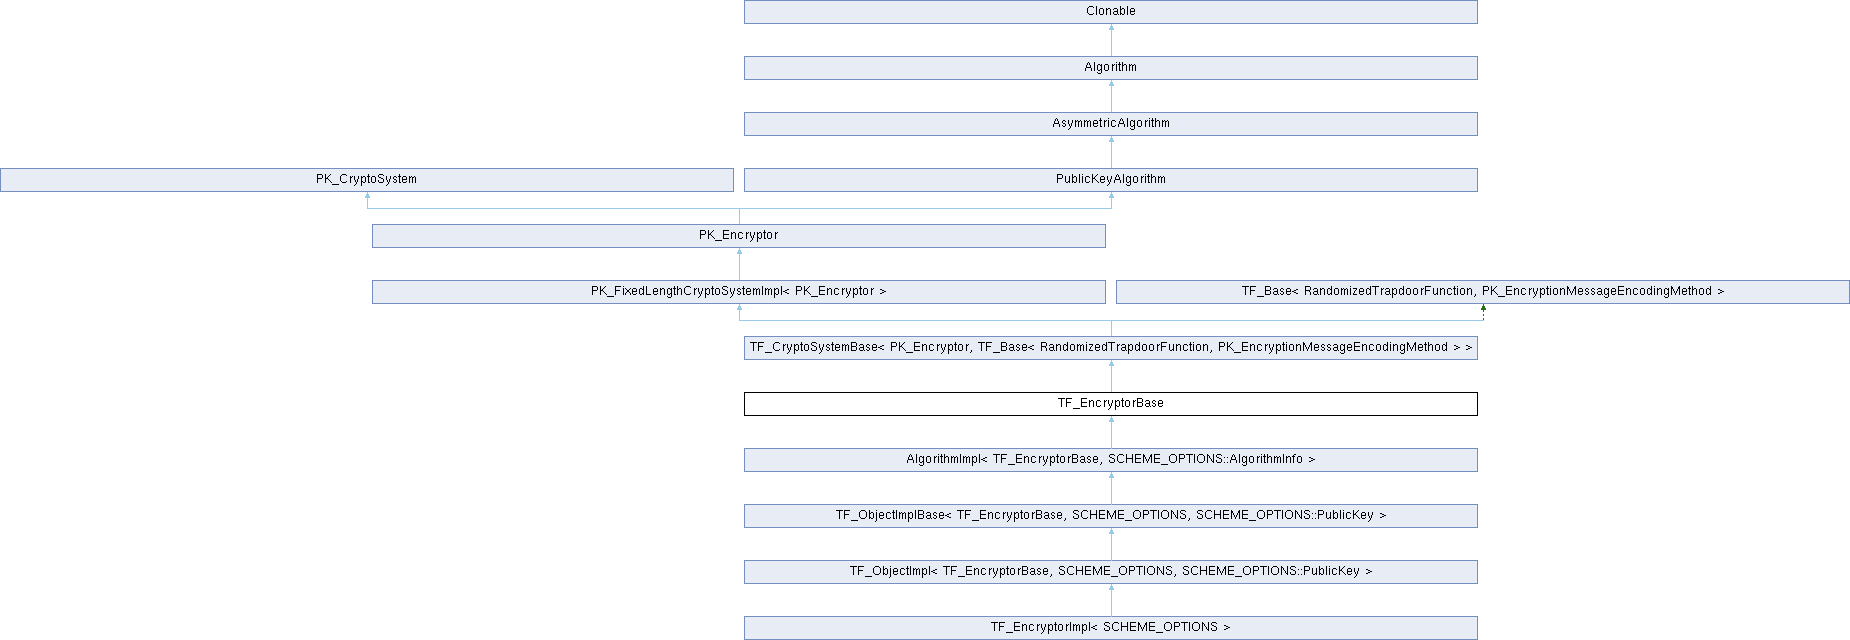 Clonable
Algorithm
AsymmetricAlgorithm
PK_CryptoSystem
PublicKeyAlgorithm
PK_Encryptor
PK_FixedLengthCryptoSystemImpl< PK_Encryptor >
TF_Base< RandomizedTrapdoorFunction, PK_EncryptionMessageEncodingMethod >
TF_CryptoSystemBase< PK_Encryptor, TF_Base< RandomizedTrapdoorFunction, PK_EncryptionMessageEncodingMethod > >
TF_EncryptorBase
AlgorithmImpl< TF_EncryptorBase, SCHEME_OPTIONS::AlgorithmInfo >
TF_ObjectImplBase< TF_EncryptorBase, SCHEME_OPTIONS, SCHEME_OPTIONS::PublicKey >
TF_ObjectImpl< TF_EncryptorBase, SCHEME_OPTIONS, SCHEME_OPTIONS::PublicKey >
TF_EncryptorImpl< SCHEME_OPTIONS >